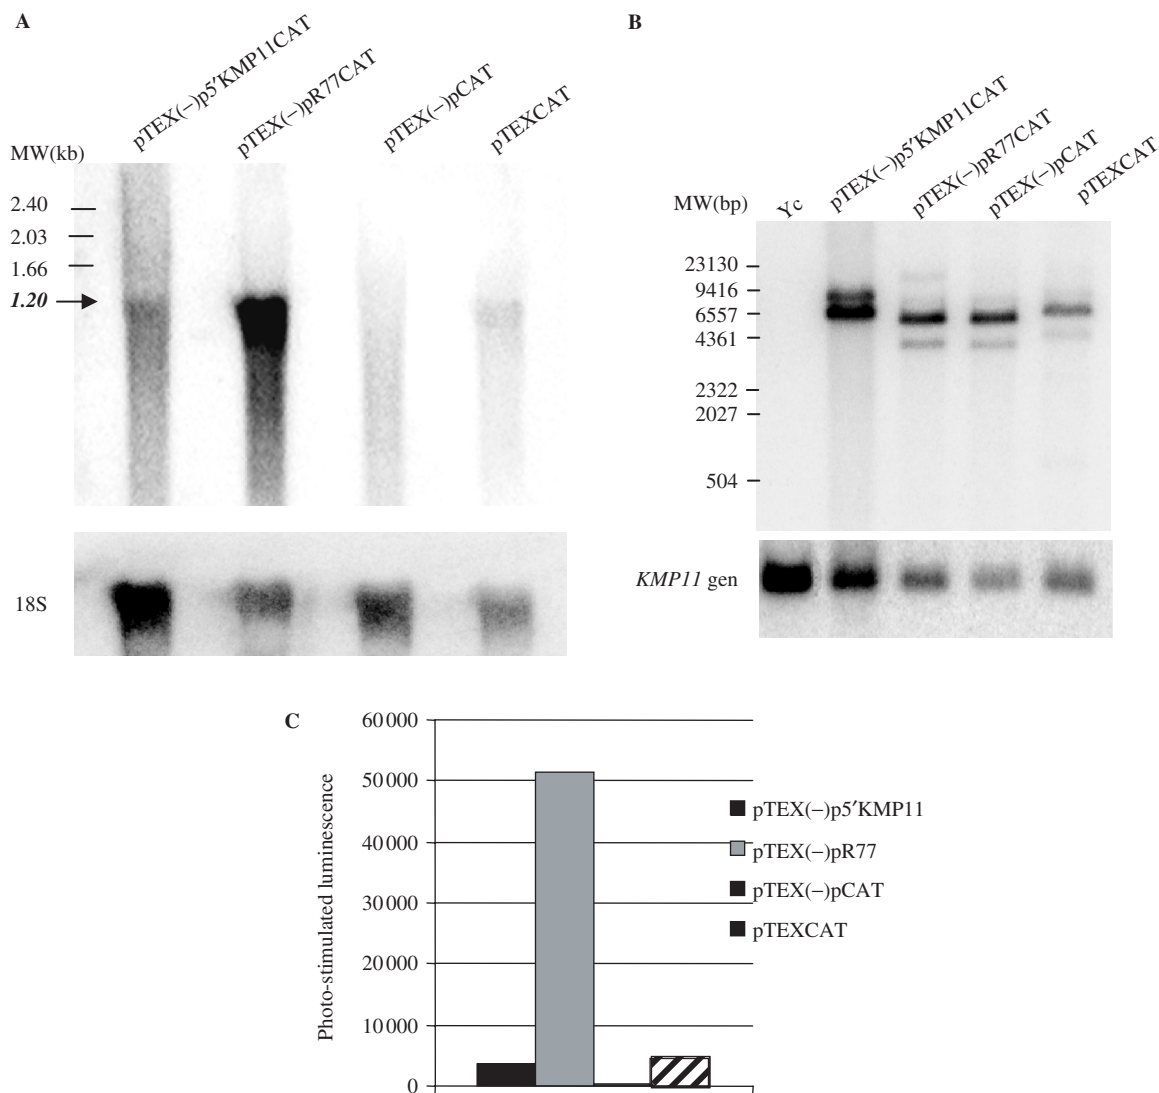 A
pTEX(–)p5′KMP11CAT
pTEX(–)pR77CAT
pTEX(–)pCAT
pTEXCAT
MW(kb)
2.40
2.03
1.66
1.20
18S
B
MW(bp)
Yc
pTEX(–)p5′KMP11CAT
pTEX(–)pR77CAT
pTEX(–)pCAT
pTEXCAT
23130
9416
6557
4361
2322
2027
504
KMP11 gen
C
Photo-stimulated luminescence
60 000
50 000
40 000
30 000
20 000
10 000
0
pTEX(–)p5′KMP11
pTEX(–)pR77
pTEX(–)pCAT
pTEXCAT